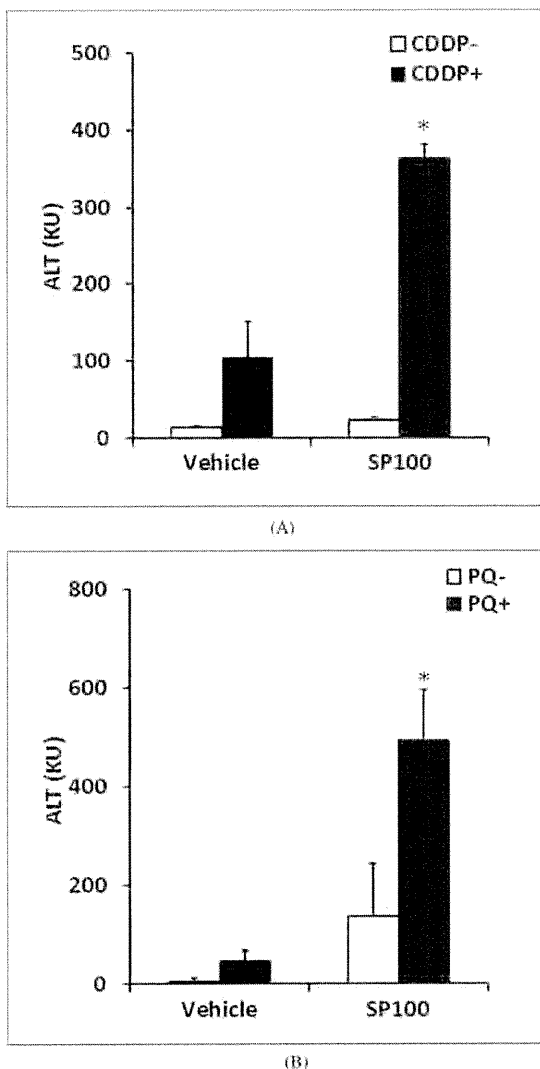 CDDP-
CDDP+
500
400
300
200
100
0
ALT (KU)
*
Vehicle SP100
(A)
PQ-
PQ+
800
600
400
200
0
ALT (KU)
*
Vehicle SP100
(B)